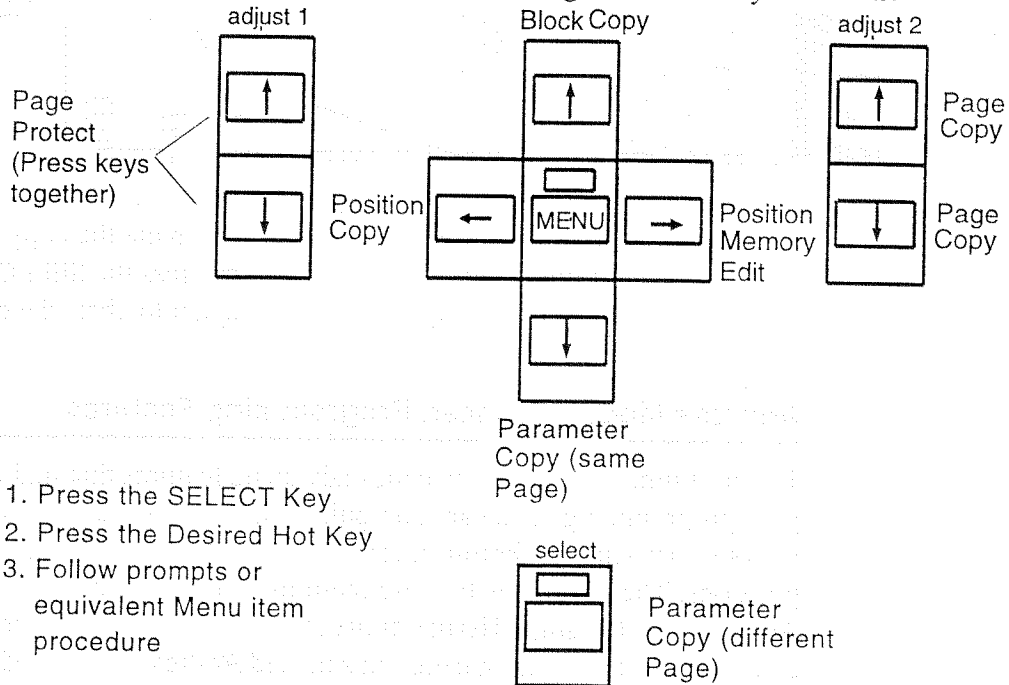 adjust 1
Block Copy
adjust 2
Page
Protect
(Press keys
together)
Position
Copy
MENU
Position
Memory
Edit
Page
Copy
Page
Copy
Parameter
Copy (same
Page)
1. Press the SELECT Key
2. Press the Desired Hot Key
3. Follow prompts or
equivalent Menu item
procedure
select
Parameter
Copy (different
Page)